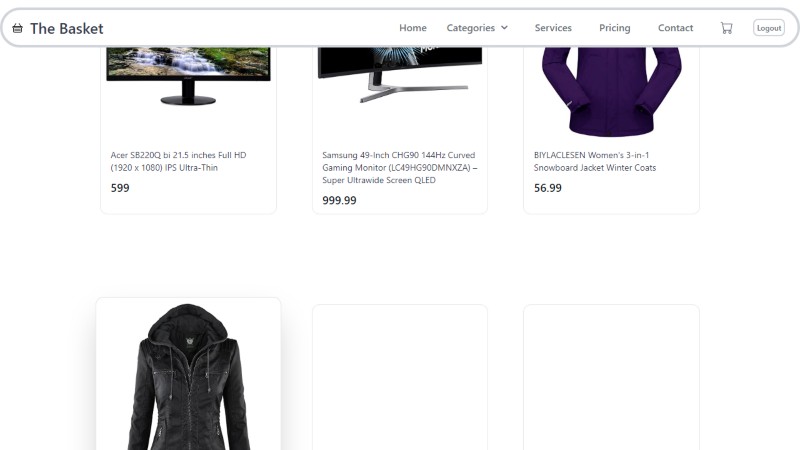 The Basket
Home Categories Services Pricing Contact Logout
Acer SB220Q bi 21.5 inches Full HD
(1920 x 1080) IPS Ultra-Thin
599
Samsung 49-Inch CHG90 144Hz Curved
Gaming Monitor (LC49HG90DMNXZA) –
Super Ultrawide Screen QLED
999.99
BIYLACLESEN Women's 3-in-1
Snowboard Jacket Winter Coats
56.99